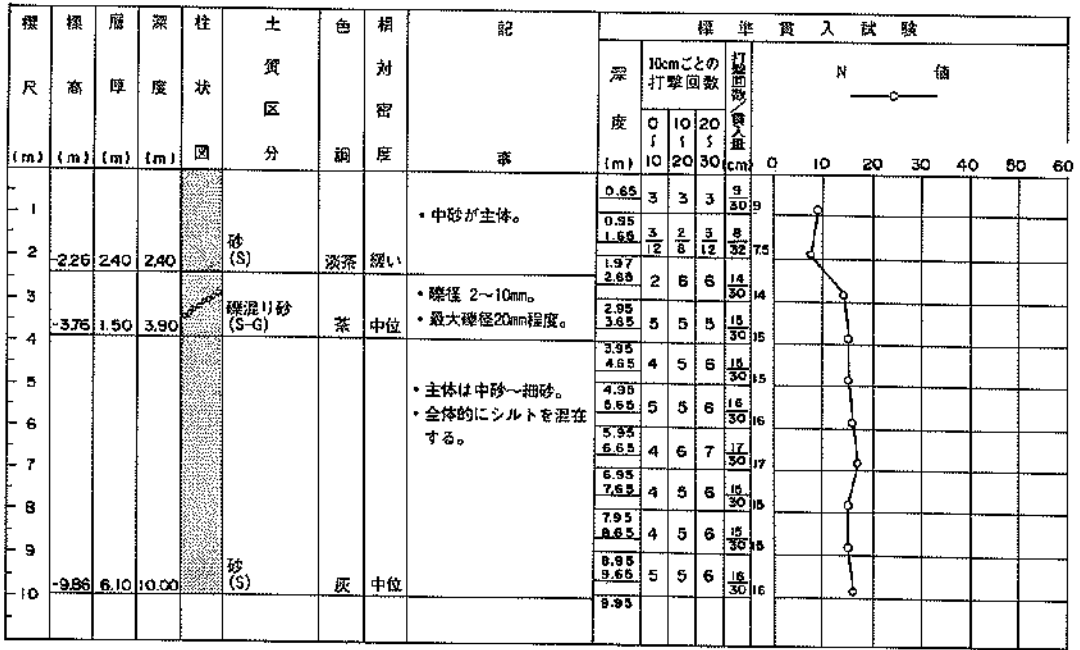 標尺(m) 標高(m) 層厚(m) 深度(m) 柱状図 土質区分 色調 相対密度 記事 標準貫入試験
深度(m) 10cmごとの打撃回数 打撃回数/貫入量(cm) N 値
0〜10 10〜20 20〜30 0 10 20 30 40 50 60
1
2
3
4
5
6
7
8
9
10
-2.26 2.40 2.40 砂(S) 淡茶 緩い
・中砂が主体。
-3.76 1.50 3.90 礫混り砂(S-G) 茶 中位
・礫径 2〜10mm。
・最大礫径20mm程度。
-9.86 6.10 10.00 砂(S) 灰 中位
・主体は中砂〜細砂。
・全体的にシルトを混在
する。
0.65 3 3 3 9/30 9
0.95
1.65 3/12 2/8 3/12 8/32 7.5
1.97
2.65 2 6 6 14/30 14
2.95
3.65 5 5 5 15/30 15
3.95
4.65 4 5 6 15/30 15
4.95
5.65 5 5 6 16/30 16
5.95
6.65 4 6 7 17/30 17
6.95
7.65 4 5 6 15/30 15
7.95
8.65 4 5 6 15/30 15
8.95
9.65 5 5 6 16/30 16
9.95